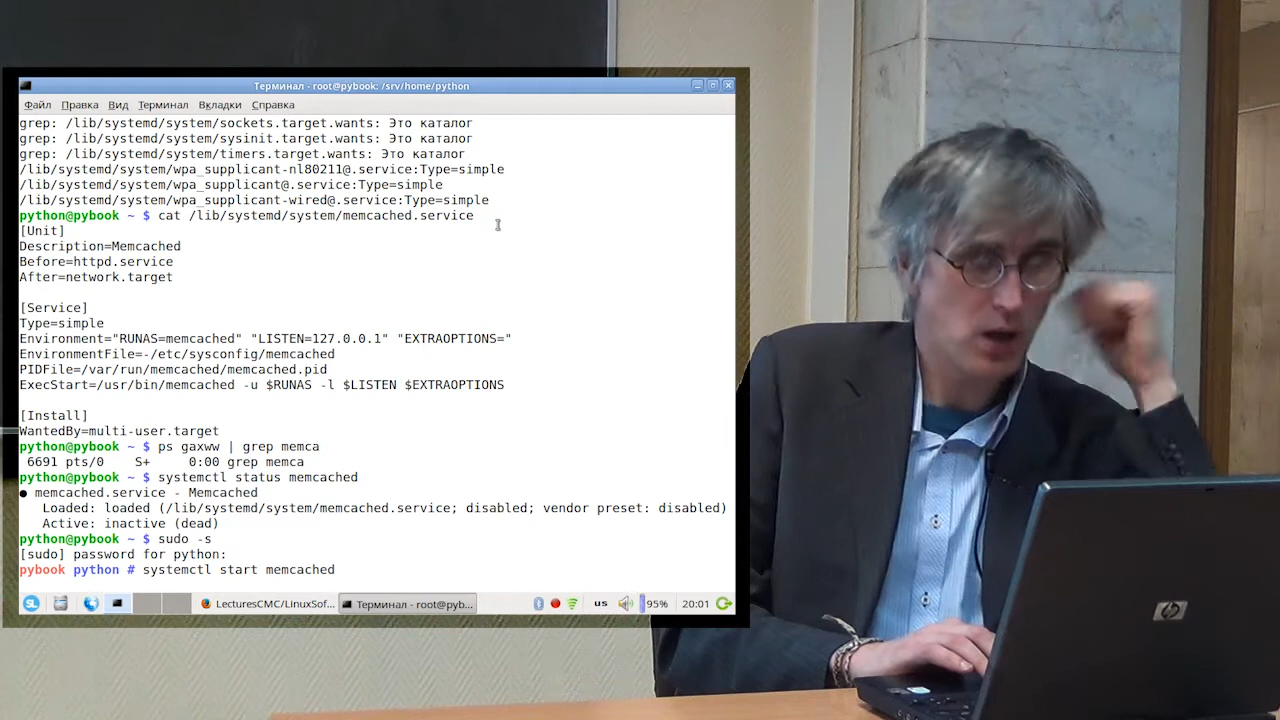 Терминал - root@pybook: /srv/home/python
Файл Правка Вид Терминал Вкладки Справка
grep: /lib/systemd/system/sockets.target.wants: Это каталог
grep: /lib/systemd/system/sysinit.target.wants: Это каталог
grep: /lib/systemd/system/timers.target.wants: Это каталог
/lib/systemd/system/wpa_supplicant-nl80211@.service:Type=simple
/lib/systemd/system/wpa_supplicant@.service:Type=simple
/lib/systemd/system/wpa_supplicant-wired@.service:Type=simple
python@pybook ~ $ cat /lib/systemd/system/memcached.service
[Unit]
Description=Memcached
Before=httpd.service
After=network.target
[Service]
Type=simple
Environment="RUNAS=memcached" "LISTEN=127.0.0.1" "EXTRAOPTIONS="
EnvironmentFile=-/etc/sysconfig/memcached
PIDFile=/var/run/memcached/memcached.pid
ExecStart=/usr/bin/memcached -u $RUNAS -l $LISTEN $EXTRAOPTIONS
[Install]
WantedBy=multi-user.target
python@pybook ~ $ ps gaxww | grep memca
6691 pts/0 S+ 0:00 grep memca
python@pybook ~ $ systemctl status memcached
● memcached.service - Memcached
Loaded: loaded (/lib/systemd/system/memcached.service; disabled; vendor preset: disabled)
Active: inactive (dead)
python@pybook ~ $ sudo -s
[sudo] password for python:
pybook python # systemctl start memcached
LecturesCMC/LinuxSof... Терминал - root@pyb... us 95% 20:01
hp